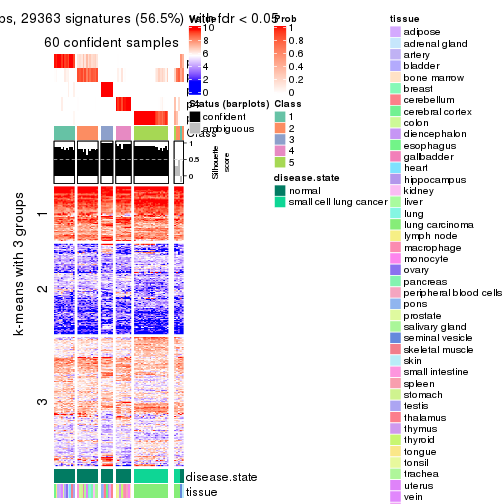 ps, 29363 signatures (56.5%) with fdr < 0.05
60 confident samples
Class
1
0.5
0
Silhouette
score
k-means with 3 groups
1
2
3
disease.state
tissue
Value
10
8
6
4
2
0
Prob
1
0.8
0.6
0.4
0.2
0
Status (barplots)
confident
ambiguous
Class
1
2
3
4
5
disease.state
normal
small cell lung cancer
tissue
adipose
adrenal gland
artery
bladder
bone marrow
breast
cerebellum
cerebral cortex
colon
diencephalon
esophagus
gallbladder
heart
hippocampus
kidney
liver
lung
lung carcinoma
lymph node
macrophage
monocyte
ovary
pancreas
peripheral blood cells
pons
prostate
salivary gland
seminal vesicle
skeletal muscle
skin
small intestine
spleen
stomach
testis
thalamus
thymus
thyroid
tongue
tonsil
trachea
uterus
vein